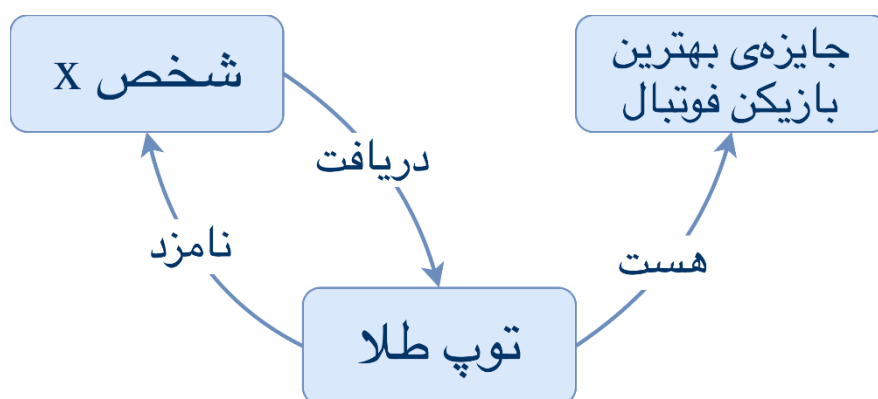 جایزه‌ی بهترین
بازیکن فوتبال
شخص x
دریافت
نامزد
هست
توپ طلا